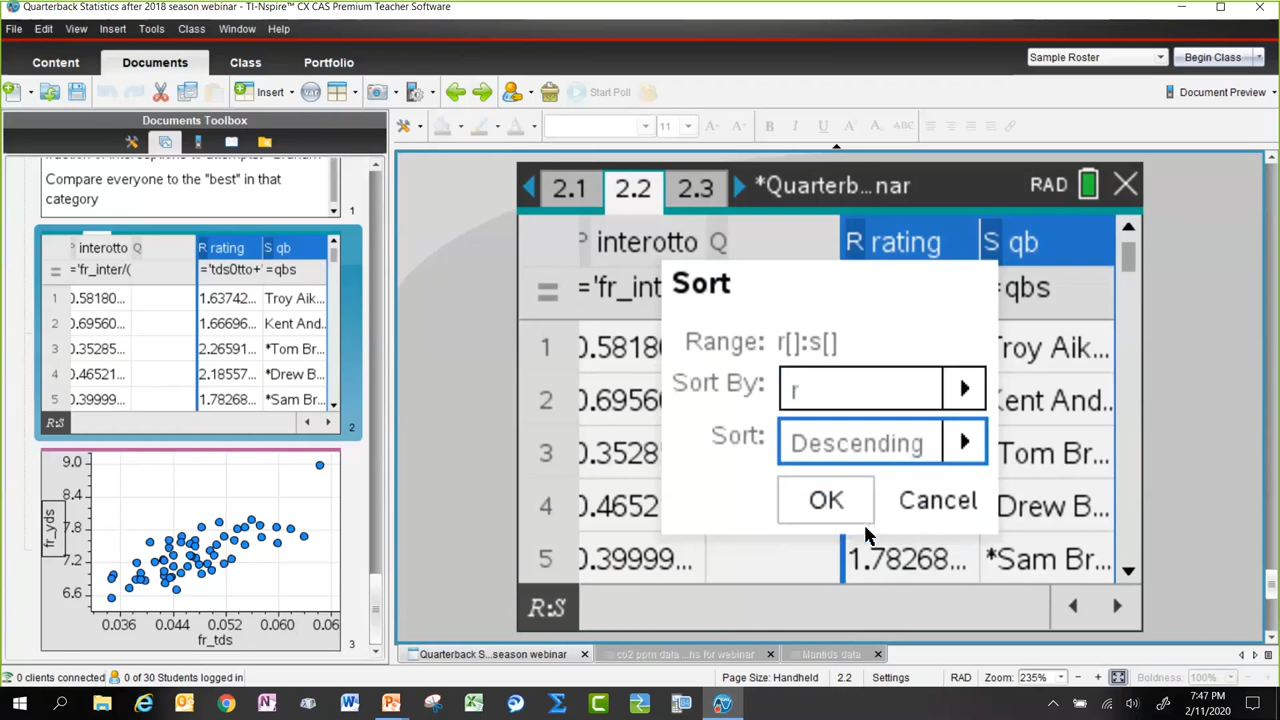 Quarterback Statistics after 2018 season webinar - TI-Nspire™ CX CAS Premium Teacher Software
File Edit View Insert Tools Class Window Help
Content Documents Class Portfolio
Sample Roster Begin Class
Insert Start Poll Document Preview
Documents Toolbox
11 B I U A ABC
Compare everyone to the "best" in that
category
1
interotto Q R rating S qb
= ='fr_inter/( ='tds0tto+' =qbs
1 0.58180... 1.63742... Troy Aik...
2 0.69560... 1.66696... Kent And...
3 0.35285... 2.26591... *Tom Br...
4 0.46521... 2.18557... *Drew B...
5 0.39999... 1.78268... *Sam Br...
R:S
2
9.0
8.4
7.8
7.2
6.6
fr_yds
0.036 0.044 0.052 0.060 0.06
fr_tds
3
2.1 2.2 2.3 *Quarterb...nar RAD
P interotto Q R rating S qb
= ='fr_int =qbs
Sort
Range: r[]:s[]
Sort By: r
Sort: Descending
OK Cancel
1 0.5818 Troy Aik...
2 0.6956 Kent And...
3 0.3528 *Tom Br...
4 0.4652 *Drew B...
5 0.39999... 1.78268... *Sam Br...
R:S
Quarterback S...season webinar co2 ppm data ...hs for webinar Mantids data
0 clients connected 0 of 30 Students logged in Page Size: Handheld 2.2 Settings RAD Zoom: 235% Boldness: 100%
7:47 PM
2/11/2020